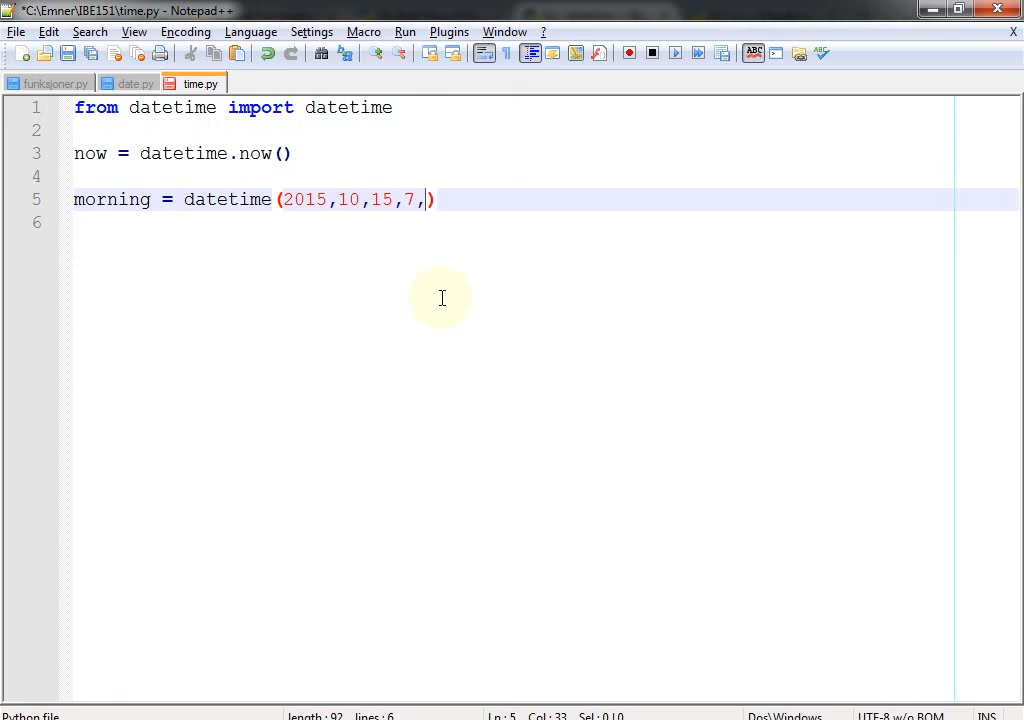 *C:\Emner\IBE151\time.py - Notepad++
File Edit Search View Encoding Language Settings Macro Run Plugins Window ? X
funksjoner.py date.py time.py
1 from datetime import datetime
2
3 now = datetime.now()
4
5 morning = datetime(2015,10,15,7,)
6
Python file length : 92 lines : 6 Ln : 5 Col : 33 Sel : 0 | 0 Dos\Windows UTF-8 w/o BOM INS